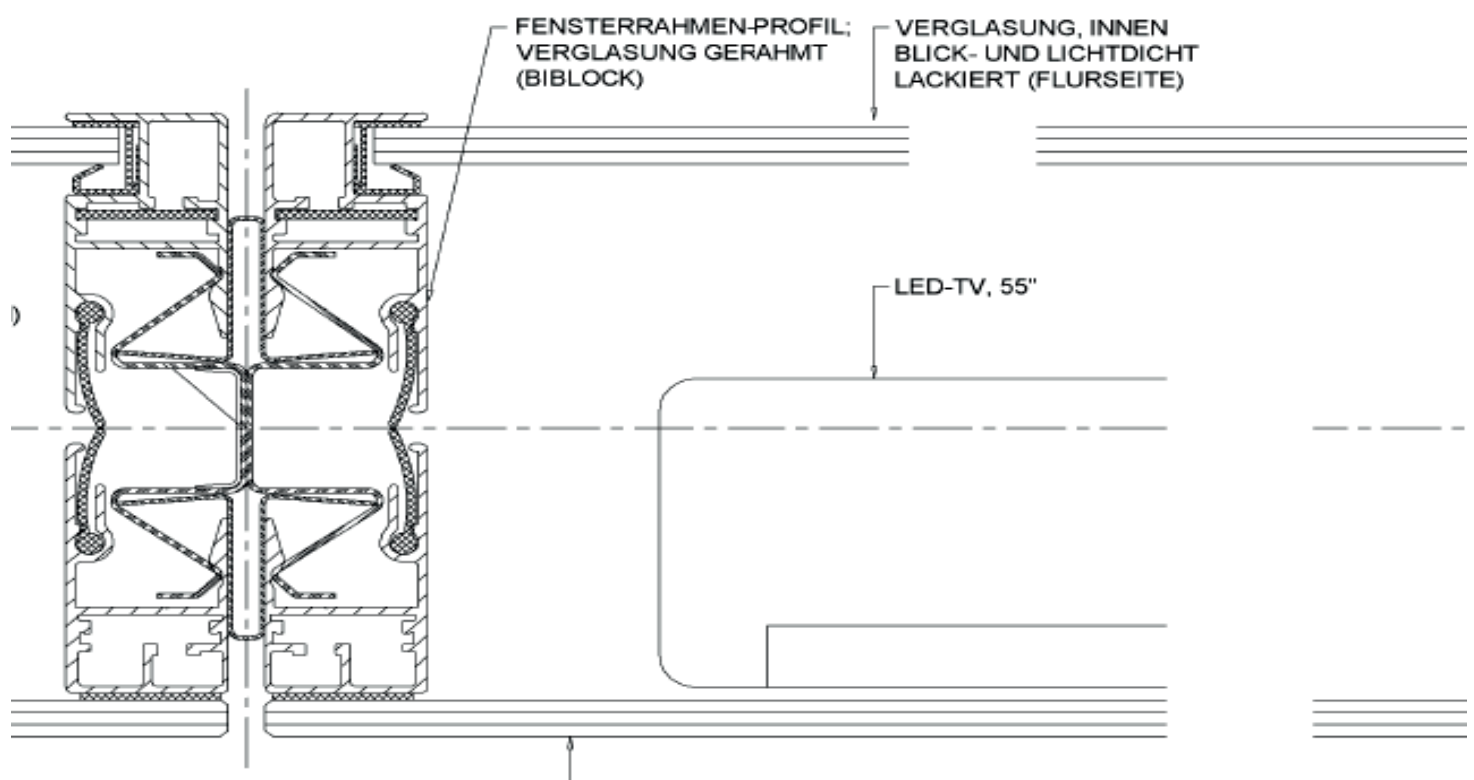 FENSTERRAHMEN-PROFIL;
VERGLASUNG GERAHMT
(BIBLOCK)
VERGLASUNG, INNEN
BLICK- UND LICHTDICHT
LACKIERT (FLURSEITE)
LED-TV, 55"
)